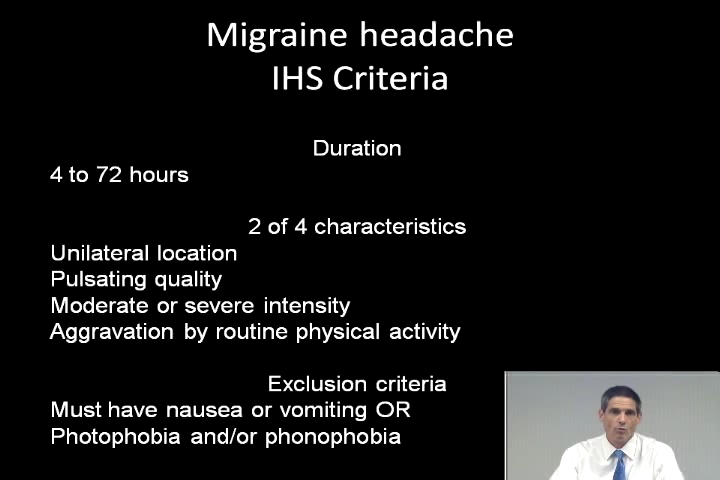 Migraine headache
IHS Criteria
Duration
4 to 72 hours
2 of 4 characteristics
Unilateral location
Pulsating quality
Moderate or severe intensity
Aggravation by routine physical activity
Exclusion criteria
Must have nausea or vomiting OR
Photophobia and/or phonophobia